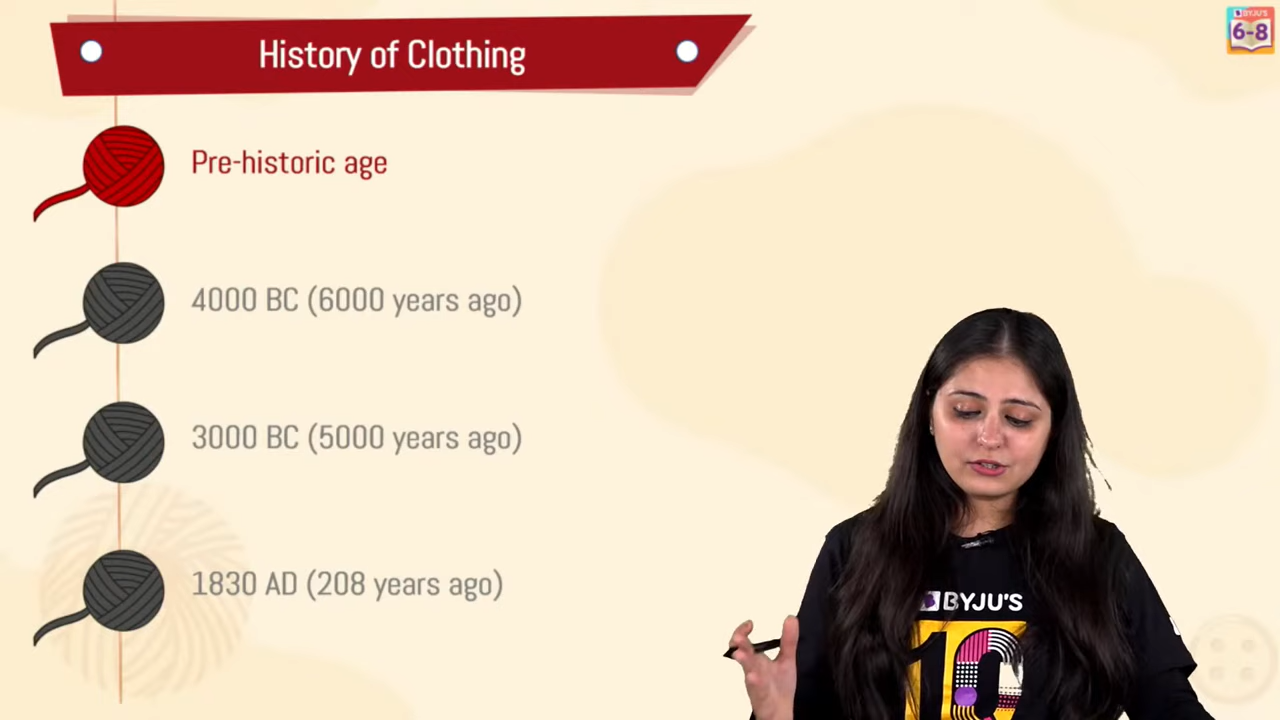 History of Clothing
BYJU'S
6-8
Pre-historic age
4000 BC (6000 years ago)
3000 BC (5000 years ago)
1830 AD (208 years ago)
BYJU'S
10